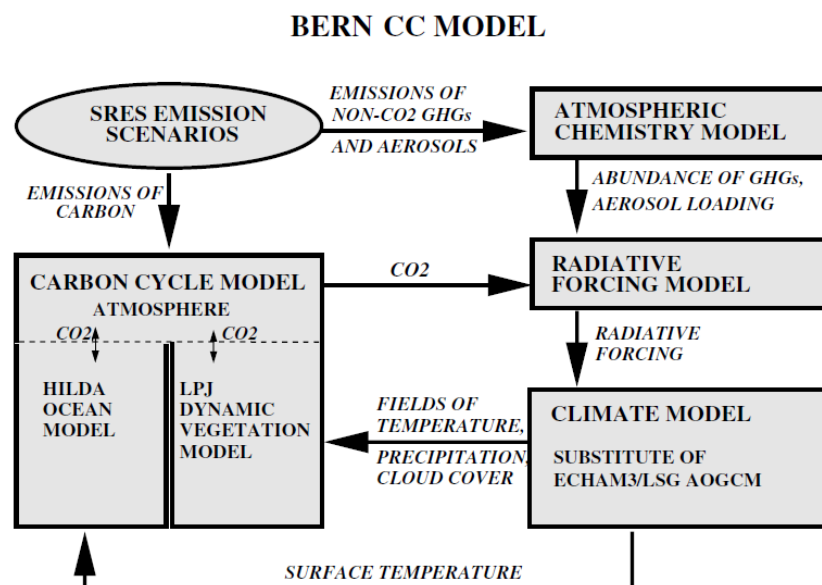 BERN CC MODEL
SRES EMISSION
SCENARIOS
EMISSIONS OF
NON-CO2 GHGs
AND AEROSOLS
ATMOSPHERIC
CHEMISTRY MODEL
EMISSIONS OF
CARBON
ABUNDANCE OF GHGs,
AEROSOL LOADING
CARBON CYCLE MODEL
ATMOSPHERE
CO2
CO2
CO2
RADIATIVE
FORCING MODEL
RADIATIVE
FORCING
HILDA
OCEAN
MODEL
LPJ
DYNAMIC
VEGETATION
MODEL
FIELDS OF
TEMPERATURE,
PRECIPITATION,
CLOUD COVER
CLIMATE MODEL
SUBSTITUTE OF
ECHAM3/LSG AOGCM
SURFACE TEMPERATURE